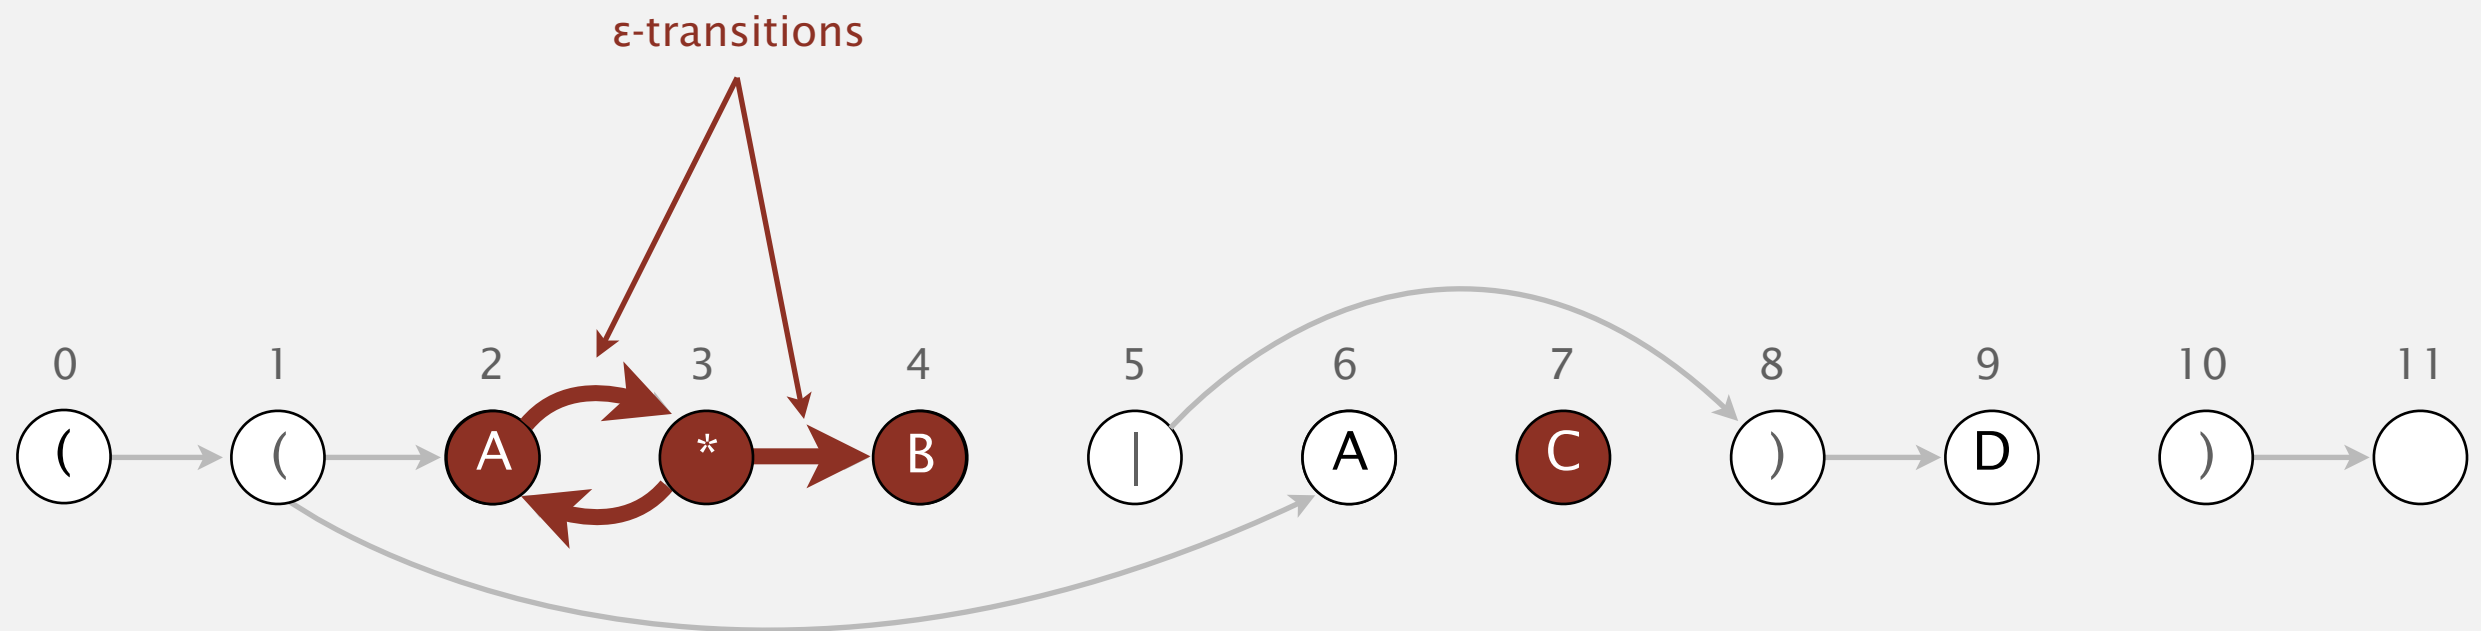 ε-transitions
0 1 2 3 4 5 6 7 8 9 10 11
( ( A * B | A C ) D )